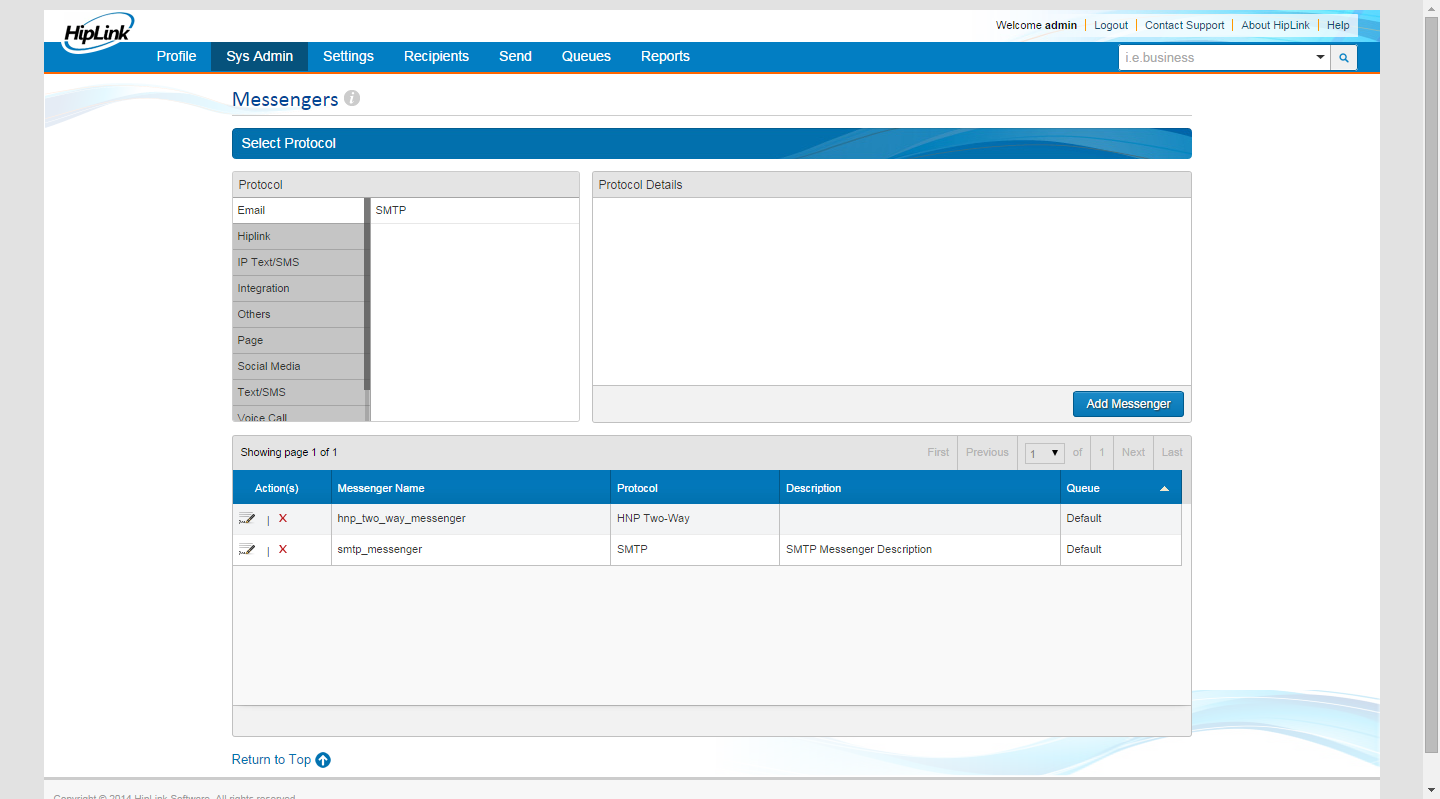 HipLink
Welcome admin Logout Contact Support About HipLink Help
Profile Sys Admin Settings Recipients Send Queues Reports i.e.business
Messengers i
Select Protocol
Protocol Protocol Details
Email SMTP
Hiplink
IP Text/SMS
Integration
Others
Page
Social Media
Text/SMS
Voice Call
Add Messenger
Showing page 1 of 1 First Previous 1 of 1 Next Last
Action(s) Messenger Name Protocol Description Queue
| X hnp_two_way_messenger HNP Two-Way Default
| X smtp_messenger SMTP SMTP Messenger Description Default
Return to Top
Copyright © 2014 HipLink Software. All rights reserved.